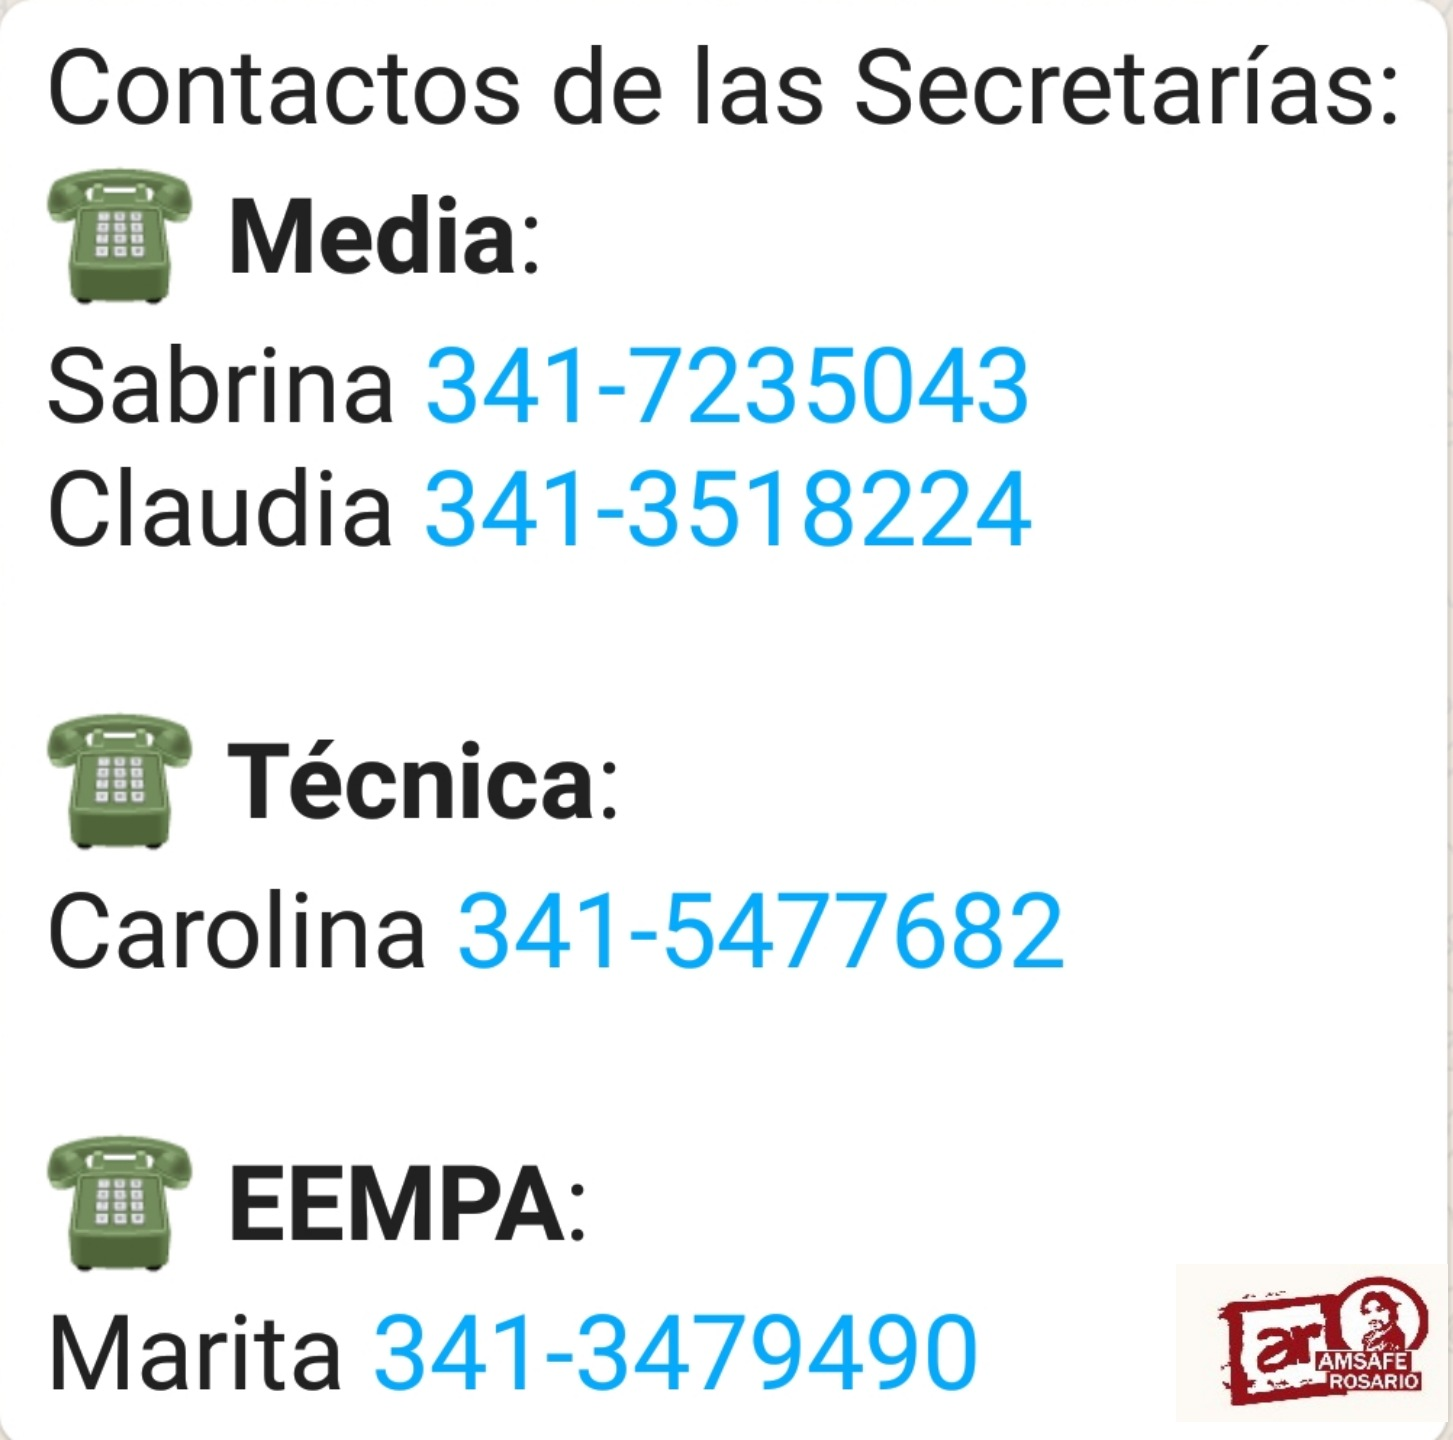 Contactos de las Secretarías:
Media:
Sabrina 341-7235043
Claudia 341-3518224
Técnica:
Carolina 341-5477682
EEMPA:
Marita 341-3479490
ar
AMSAFE
ROSARIO